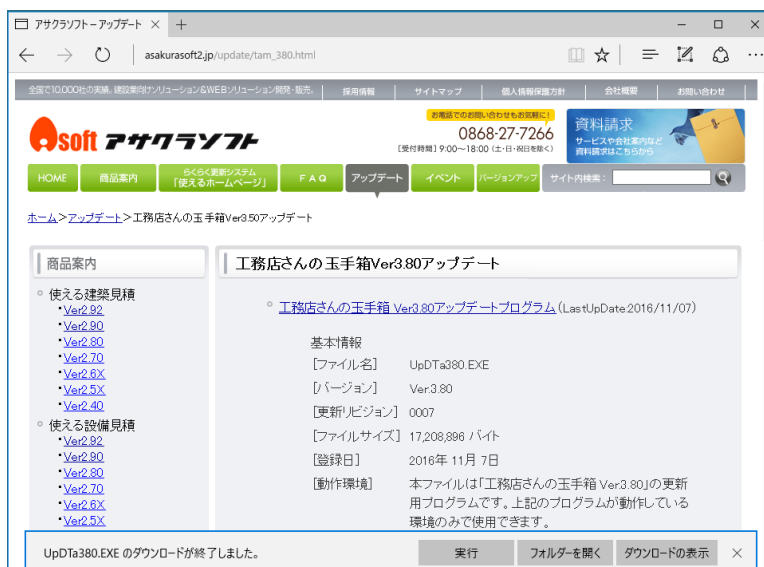 アサクラソフト – アップデート
asakurasoft2.jp/update/tam_380.html
全国で10,000社の実績。建設業向けソリューション&WEBソリューション開発・販売。
採用情報
サイトマップ
個人情報保護方針
会社概要
お問い合わせ
Asoft アサクラソフト
お電話でのお問い合わせもお気軽に!
0868-27-7266
[受付時間] 9:00~18:00 (土・日・祝日を除く)
資料請求
サービスや会社案内など
資料請求はこちらから
HOME
商品案内
らくらく更新システム
「使えるホームページ」
FAQ
アップデート
イベント
バージョンアップ
サイト内検索:
ホーム>アップデート>工務店さんの玉手箱Ver3.50アップデート
商品案内
使える建築見積
Ver2.92
Ver2.90
Ver2.80
Ver2.70
Ver2.6X
Ver2.5X
Ver2.40
使える設備見積
Ver2.92
Ver2.90
Ver2.80
Ver2.70
Ver2.6X
Ver2.5X
工務店さんの玉手箱Ver3.80アップデート
工務店さんの玉手箱 Ver3.80アップデートプログラム(LastUpDate:2016/11/07)
基本情報
[ファイル名] UpDTa380.EXE
[バージョン] Ver.3.80
[更新リビジョン] 0007
[ファイルサイズ] 17,208,896 バイト
[登録日] 2016年 11月 7日
[動作環境] 本ファイルは「工務店さんの玉手箱 Ver3.80」の更新
用プログラムです。上記のプログラムが動作している
環境のみで使用できます。
UpDTa380.EXE のダウンロードが終了しました。
実行
フォルダーを開く
ダウンロードの表示